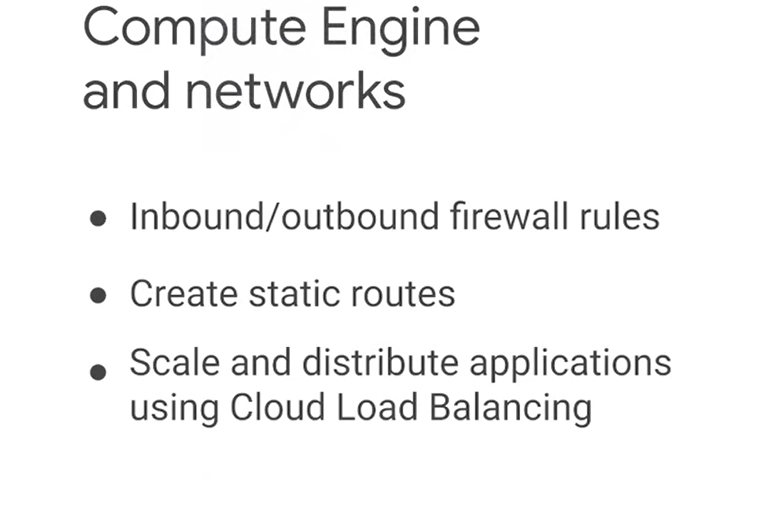 Compute Engine
and networks
● Inbound/outbound firewall rules
● Create static routes
● Scale and distribute applications
using Cloud Load Balancing